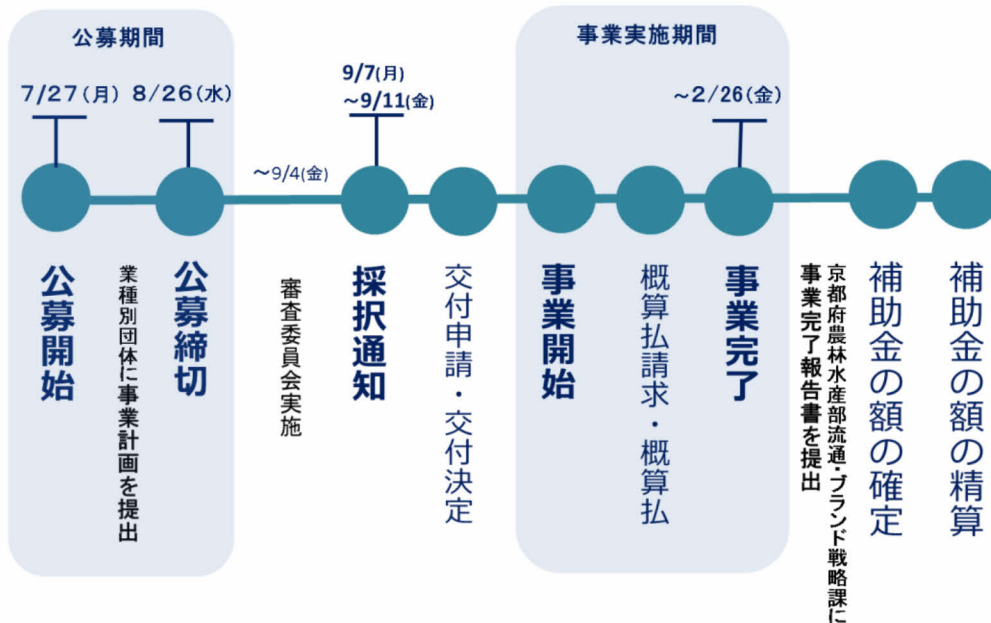 公募期間
事業実施期間
7/27(月)
8/26(水)
～9/4(金)
9/7(月)
～9/11(金)
～2/26(金)
公募開始
業種別団体に事業計画を提出
公募締切
審査委員会実施
採択通知
交付申請・交付決定
事業開始
概算払請求・概算払
事業完了
京都府農林水産部流通・ブランド戦略課に
事業完了報告書を提出
補助金の額の確定
補助金の額の精算